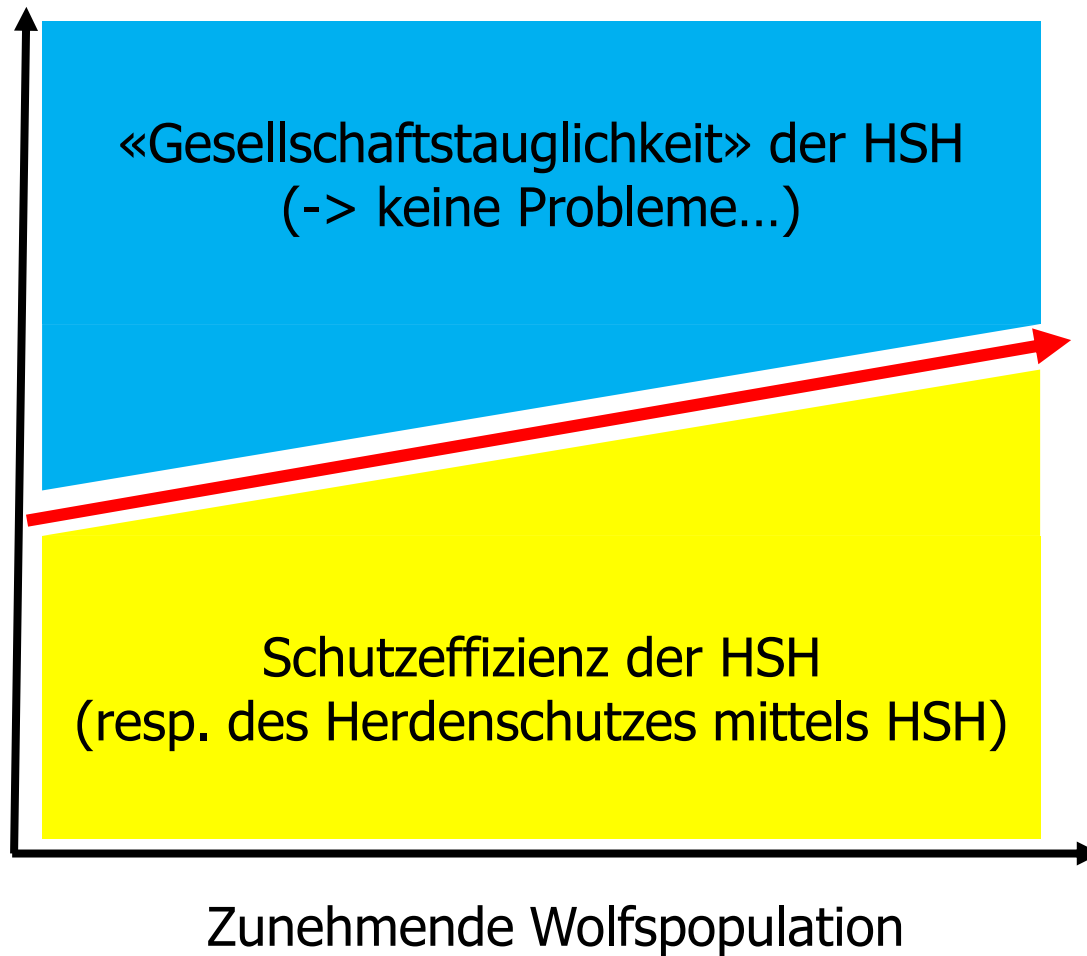 «Gesellschaftstauglichkeit» der HSH
(-> keine Probleme…)
Schutzeffizienz der HSH
(resp. des Herdenschutzes mittels HSH)
Zunehmende Wolfspopulation